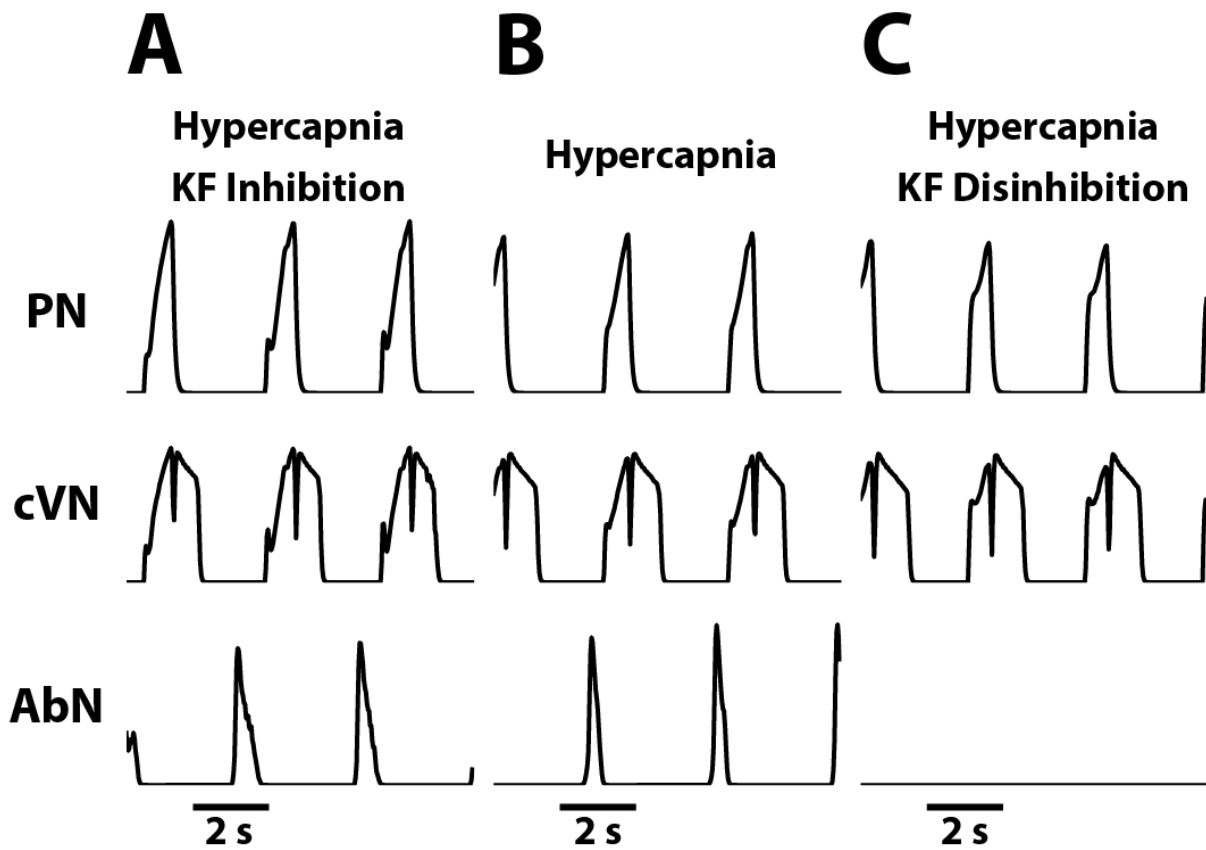 A
B
C
Hypercapnia
KF Inhibition
Hypercapnia
Hypercapnia
KF Disinhibition
PN
cVN
AbN
2 s
2 s
2 s